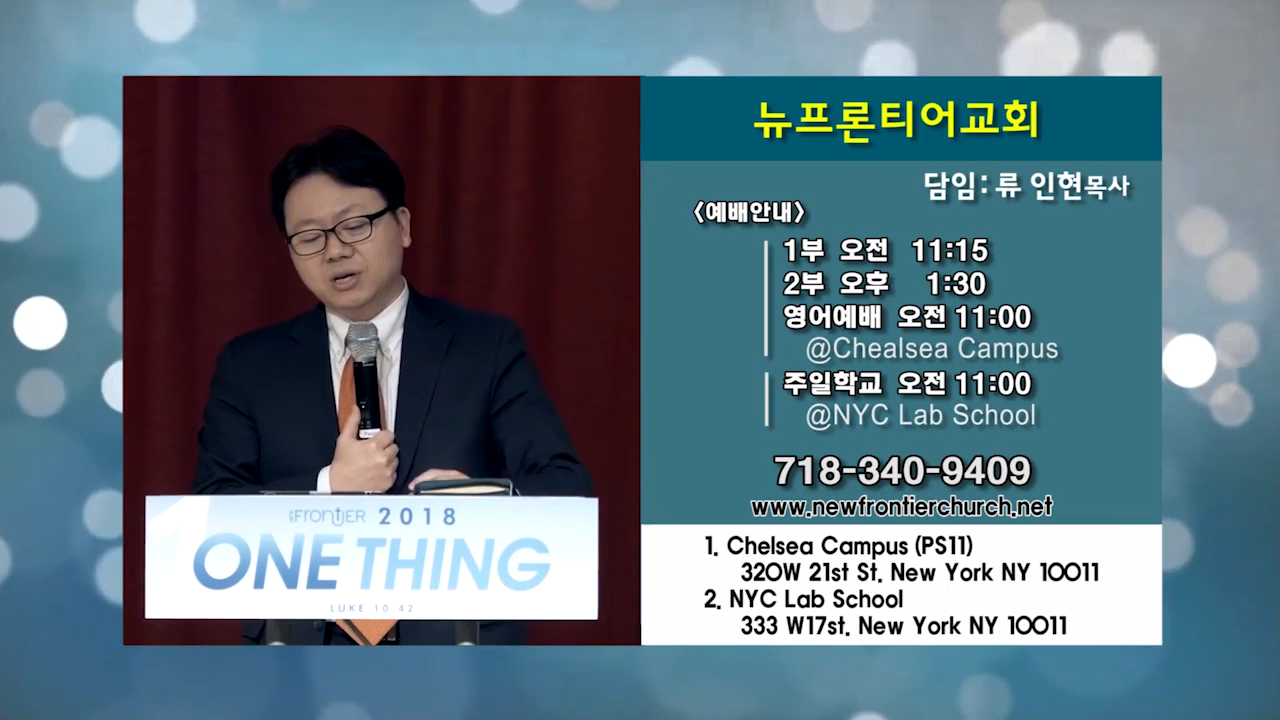 뉴프론티어교회
담임: 류 인현목사
<예배안내>
1부 오전 11:15
2부 오후 1:30
영어예배 오전 11:00
@Chealsea Campus
주일학교 오전 11:00
@NYC Lab School
718-340-9409
www.newfrontierchurch.net
1. Chelsea Campus (PS11)
320W 21st St. New York NY 10011
2. NYC Lab School
333 W17st. New York NY 10011
FRONTIER 2018
ONE THING
LUKE 10:42